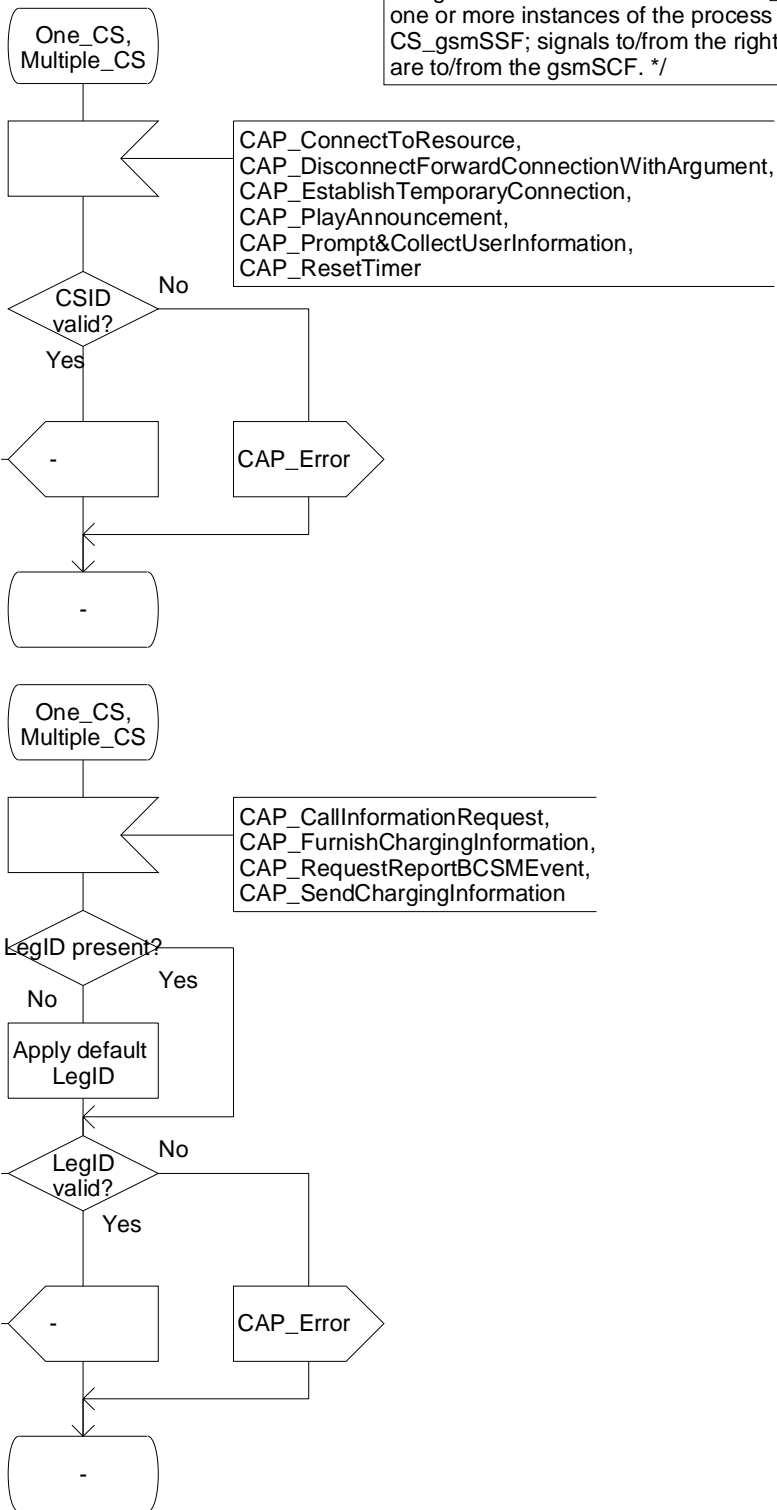 one or more instances of the process
CS_gsmSSF; signals to/from the right
are to/from the gsmSCF. */
One_CS,
Multiple_CS
CAP_ConnectToResource,
CAP_DisconnectForwardConnectionWithArgument,
CAP_EstablishTemporaryConnection,
CAP_PlayAnnouncement,
CAP_Prompt&CollectUserInformation,
CAP_ResetTimer
CSID
valid?
No
Yes
-
CAP_Error
-
One_CS,
Multiple_CS
CAP_CallInformationRequest,
CAP_FurnishChargingInformation,
CAP_RequestReportBCSMEvent,
CAP_SendChargingInformation
LegID present?
Yes
No
Apply default
LegID
LegID
valid?
No
Yes
-
CAP_Error
-